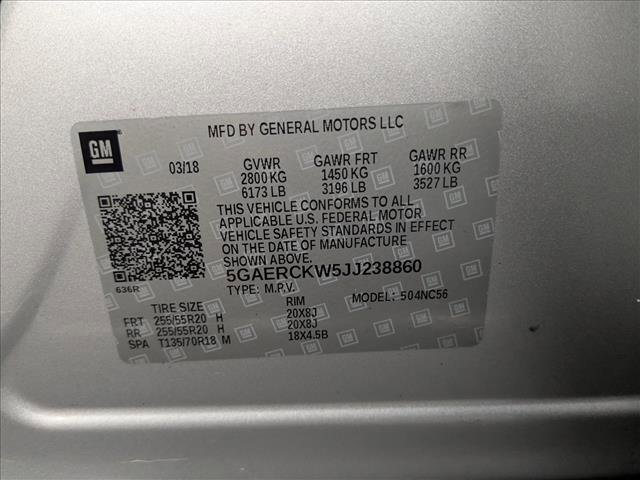 GM
MFD BY GENERAL MOTORS LLC
03/18 GVWR GAWR FRT GAWR RR
2800 KG 1450 KG 1600 KG
6173 LB 3196 LB 3527 LB
THIS VEHICLE CONFORMS TO ALL
APPLICABLE U.S. FEDERAL MOTOR
VEHICLE SAFETY STANDARDS IN EFFECT
ON THE DATE OF MANUFACTURE
SHOWN ABOVE.
636R
5GAERCKW5JJ238860
TYPE: M.P.V. MODEL: 504NC56
TIRE SIZE RIM
FRT 255/55R20 H 20X8J
RR 255/55R20 H 20X8J
SPA T135/70R18 M 18X4.5B